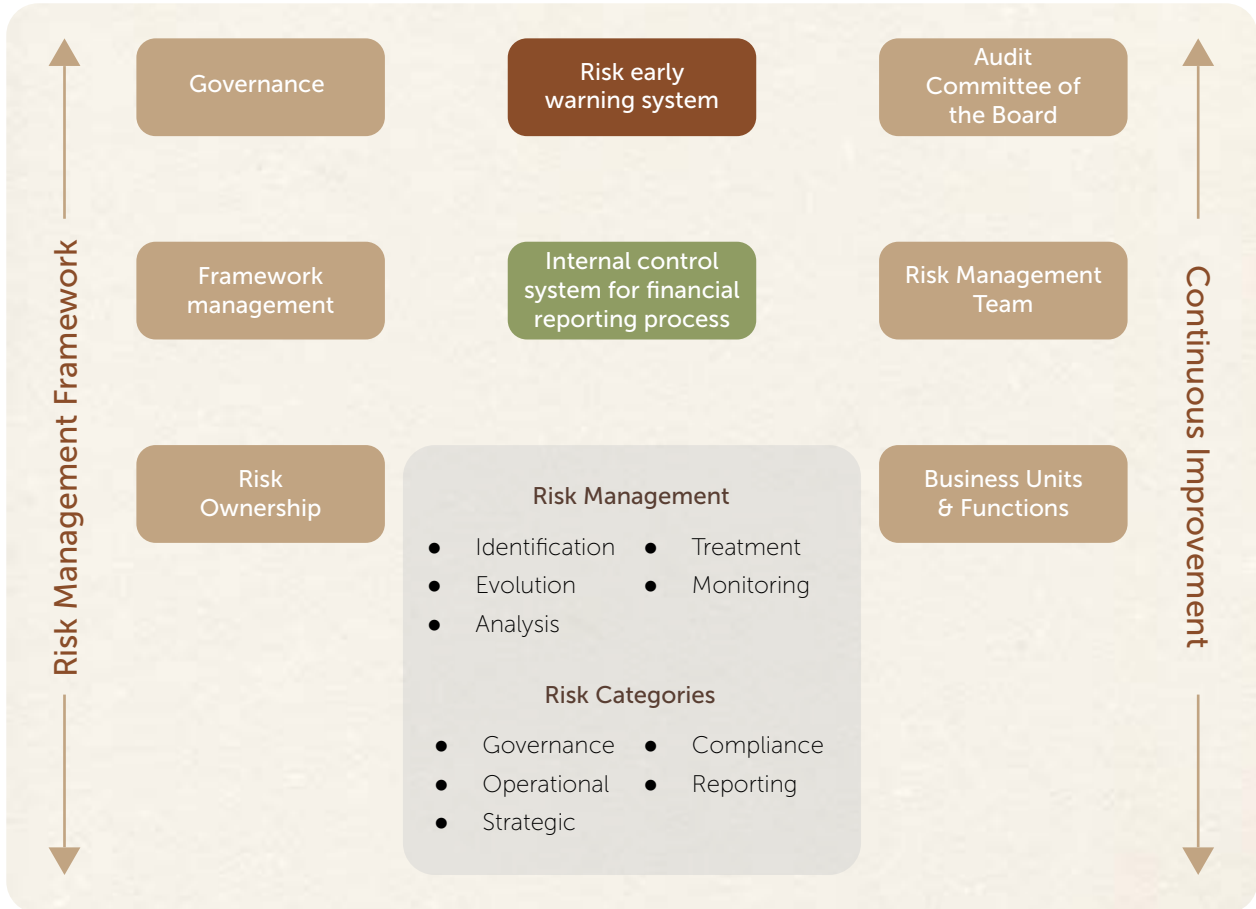 Governance
Risk early
warning system
Audit
Committee of
the Board
Framework
management
Internal control
system for financial
reporting process
Risk Management
Team
Risk Management Framework
Continuous Improvement
Risk
Ownership
Business Units
& Functions
Risk Management
● Identification ● Treatment
● Evolution ● Monitoring
● Analysis
Risk Categories
● Governance ● Compliance
● Operational ● Reporting
● Strategic